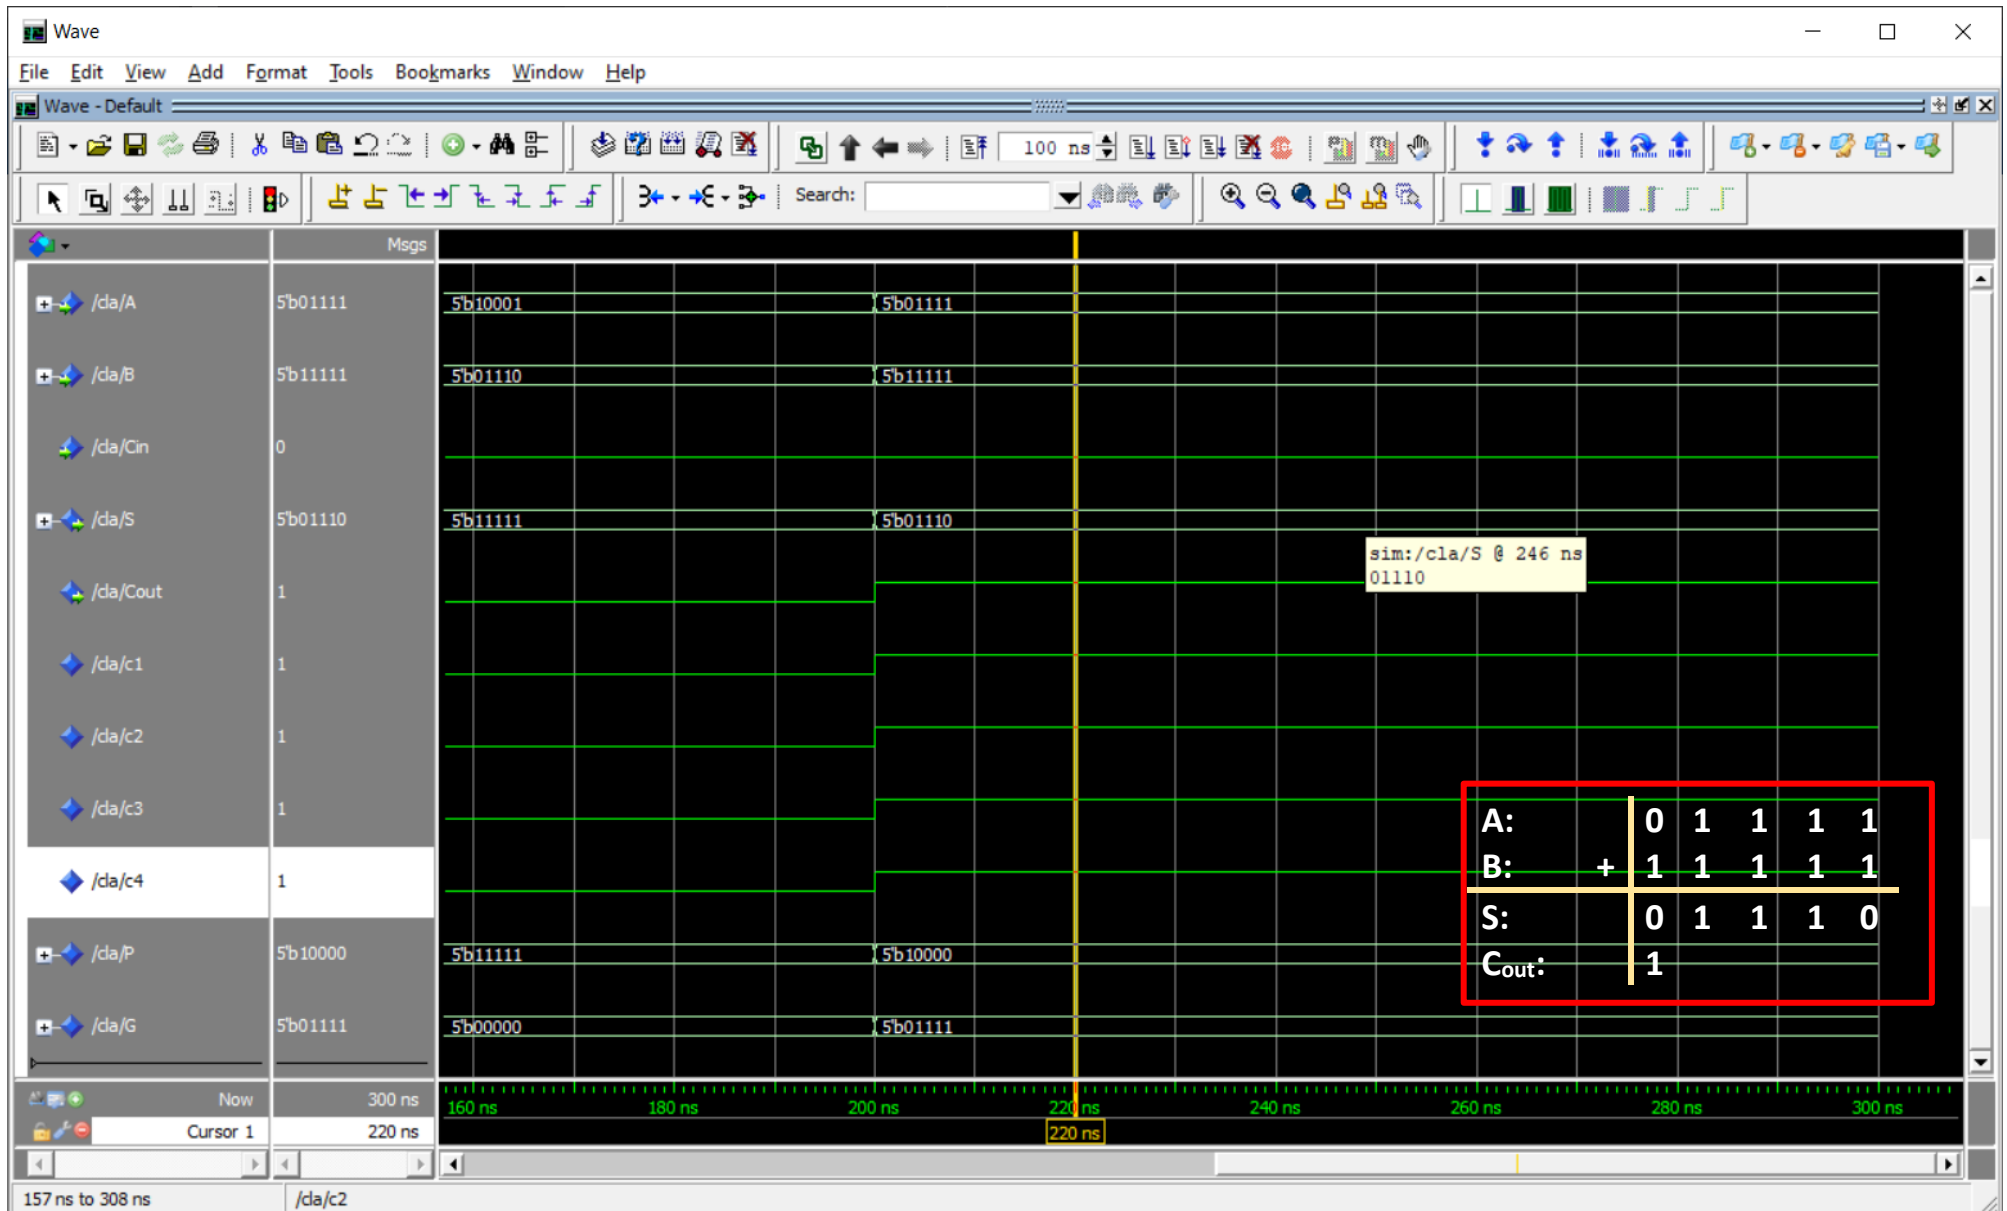 Wave
File Edit View Add Format Tools Bookmarks Window Help
Wave - Default
100 ns
Search:
Msgs
/cla/A 5'b01111 5'b10001 5'b01111
/cla/B 5'b11111 5'b01110 5'b11111
/cla/Cin 0
/cla/S 5'b01110 5'b11111 5'b01110
sim:/cla/S @ 246 ns
01110
/cla/Cout 1
/cla/c1 1
/cla/c2 1
/cla/c3 1
/cla/c4 1
/cla/P 5'b10000 5'b11111 5'b10000
/cla/G 5'b01111 5'b00000 5'b01111
A: 0 1 1 1 1
B: + 1 1 1 1 1
S: 0 1 1 1 0
Cout: 1
Now 300 ns 160 ns 180 ns 200 ns 220 ns 240 ns 260 ns 280 ns 300 ns
Cursor 1 220 ns 220 ns
157 ns to 308 ns /cla/c2